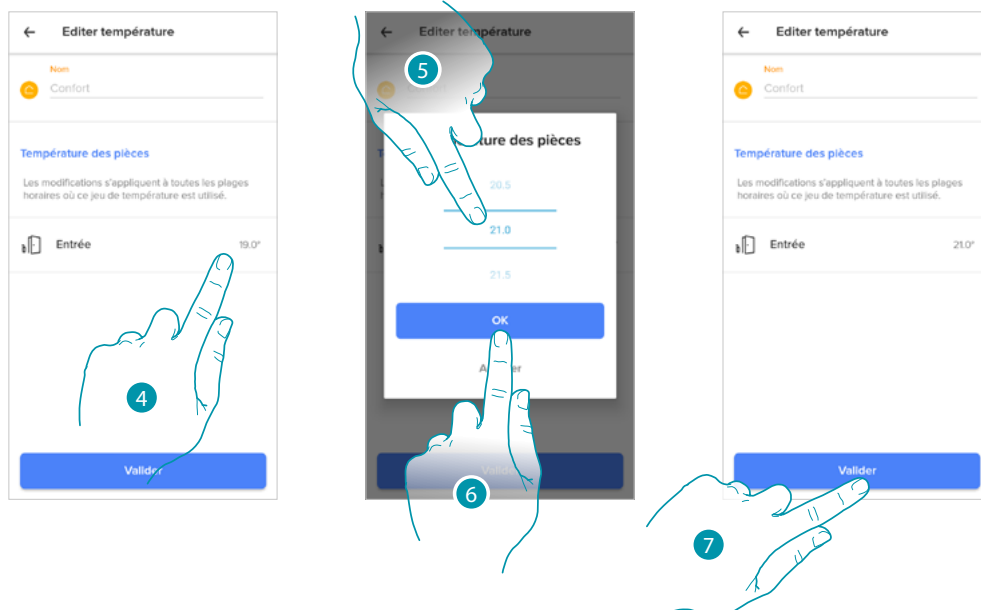 Editer température
Nom
Confort
Température des pièces
Les modifications s'appliquent à toutes les plages
horaires où ce jeu de température est utilisé.
Entrée 19.0°
4
Valider
Editer température
5
des pièces
20.5
21.0
21.5
OK
Valider
6
Editer température
Nom
Confort
Température des pièces
Les modifications s'appliquent à toutes les plages
horaires où ce jeu de température est utilisé.
Entrée 21.0°
Valider
7